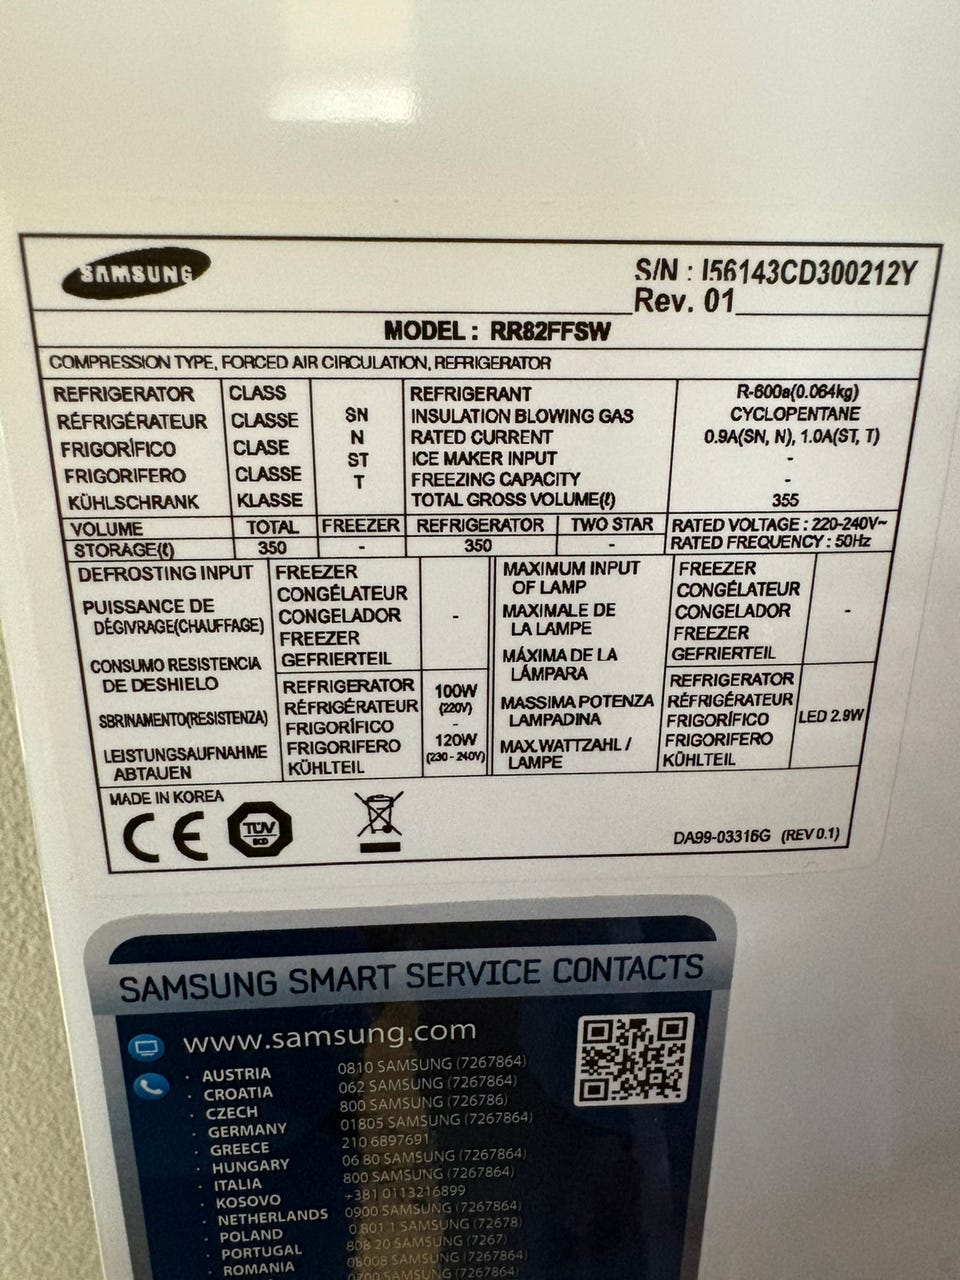 SAMSUNG
S/N : I56143CD300212Y
Rev. 01
MODEL : RR82FFSW
COMPRESSION TYPE, FORCED AIR CIRCULATION, REFRIGERATOR
REFRIGERATOR CLASS
RÉFRIGÉRATEUR CLASSE
FRIGORÍFICO CLASE
FRIGORIFERO CLASSE
KÜHLSCHRANK KLASSE
SN
N
ST
T
REFRIGERANT R-600a(0.064kg)
INSULATION BLOWING GAS CYCLOPENTANE
RATED CURRENT 0.9A(SN, N), 1.0A(ST, T)
ICE MAKER INPUT -
FREEZING CAPACITY -
TOTAL GROSS VOLUME(ℓ) 355
VOLUME TOTAL FREEZER REFRIGERATOR TWO STAR RATED VOLTAGE : 220-240V~
STORAGE(ℓ) 350 - 350 - RATED FREQUENCY : 50Hz
DEFROSTING INPUT
PUISSANCE DE
DÉGIVRAGE(CHAUFFAGE)
CONSUMO RESISTENCIA
DE DESHIELO
SBRINAMENTO(RESISTENZA)
LEISTUNGSAUFNAHME
ABTAUEN
FREEZER
CONGÉLATEUR
CONGELADOR
FREEZER
GEFRIERTEIL
-
REFRIGERATOR
RÉFRIGÉRATEUR
FRIGORÍFICO
FRIGORIFERO
KÜHLTEIL
100W
(220V)
-
120W
(230 - 240V)
MAXIMUM INPUT
OF LAMP
MAXIMALE DE
LA LAMPE
MÁXIMA DE LA
LÁMPARA
MASSIMA POTENZA
LAMPADINA
MAX.WATTZAHL /
LAMPE
FREEZER
CONGÉLATEUR
CONGELADOR
FREEZER
GEFRIERTEIL
-
REFRIGERATOR
RÉFRIGÉRATEUR
FRIGORÍFICO
FRIGORIFERO
KÜHLTEIL
LED 2.9W
MADE IN KOREA
CE
TÜV
DA99-03316G (REV 0.1)
SAMSUNG SMART SERVICE CONTACTS
www.samsung.com
· AUSTRIA 0810 SAMSUNG (7267864)
· CROATIA 062 SAMSUNG (7267864)
· CZECH 800 SAMSUNG (726786)
· GERMANY 01805 SAMSUNG (7267864)
· GREECE 210 6897691
· HUNGARY 06 80 SAMSUNG (7267864)
· ITALIA 800 SAMSUNG (7267864)
· KOSOVO +381 0113216899
· NETHERLANDS 0900 SAMSUNG (7267864)
· POLAND 0 801 1 SAMSUNG (72678)
· PORTUGAL 808 20 SAMSUNG (7267)
· ROMANIA 08008 SAMSUNG (7267864)
SAMSUNG (7267864)